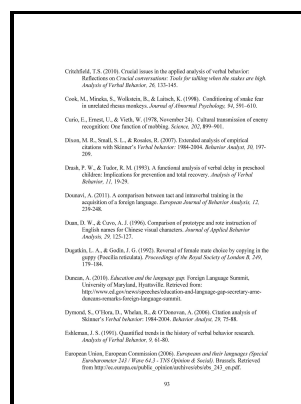 Critchfield, T.S. (2010). Crucial issues in the applied analysis of verbal behavior:
Reflections on Crucial conversations: Tools for talking when the stakes are high.
Analysis of Verbal Behavior, 26, 133-145.
Cook, M., Mineka, S., Wolkstein, B., & Laitsch, K. (1998). Conditioning of snake fear
in unrelated rhesus monkeys. Journal of Abnormal Psychology, 94, 591–610.
Curio, E., Ernest, U., & Vieth, W. (1978, November 24). Cultural transmission of enemy
recognition: One function of mobbing. Science, 202, 899–901.
Dixon, M. R., Small, S. L., & Rosales, R. (2007). Extended analysis of empirical
citations with Skinner's Verbal behavior: 1984-2004. Behavior Analyst, 30, 197-
209.
Drash, P. W., & Tudor, R. M. (1993). A functional analysis of verbal delay in preschool
children: Implications for prevention and total recovery. Analysis of Verbal
Behavior, 11, 19-29.
Dounavi, A. (2011). A comparison between tact and intraverbal training in the
acquisition of a foreign language. European Journal of Behavior Analysis, 12,
239-248.
Duan, D. W., & Cuvo, A. J. (1996). Comparison of prototype and rote instruction of
English names for Chinese visual characters. Journal of Applied Behavior
Analysis, 29, 125-127.
Dugatkin, L. A., & Godin, J. G. (1992). Reversal of female mate choice by copying in the
guppy (Poecilia reticulata). Proceedings of the Royal Society of London B, 249,
179–184.
Duncan, A. (2010). Education and the language gap: Foreign Language Summit,
University of Maryland, Hyattsville. Retrieved from:
http://www.ed.gov/news/speeches/education-and-language-gap-secretary-arne-
duncans-remarks-foreign-language-summit.
Dymond, S., O'Hora, D., Whelan, R., & O'Donovan, A. (2006). Citation analysis of
Skinner's Verbal behavior: 1984-2004. Behavior Analyst, 29, 75-88.
Eshleman, J. S. (1991). Quantified trends in the history of verbal behavior research.
Analysis of Verbal Behavior, 9, 61-80.
European Union, European Commission (2006). Europeans and their languages (Special
Eurobarometer 243 / Wave 64.3 - TNS Opinion & Social). Brussels. Retrieved
from http://ec.europa.eu/public_opinion/archives/ebs/ebs_243_en.pdf.
93